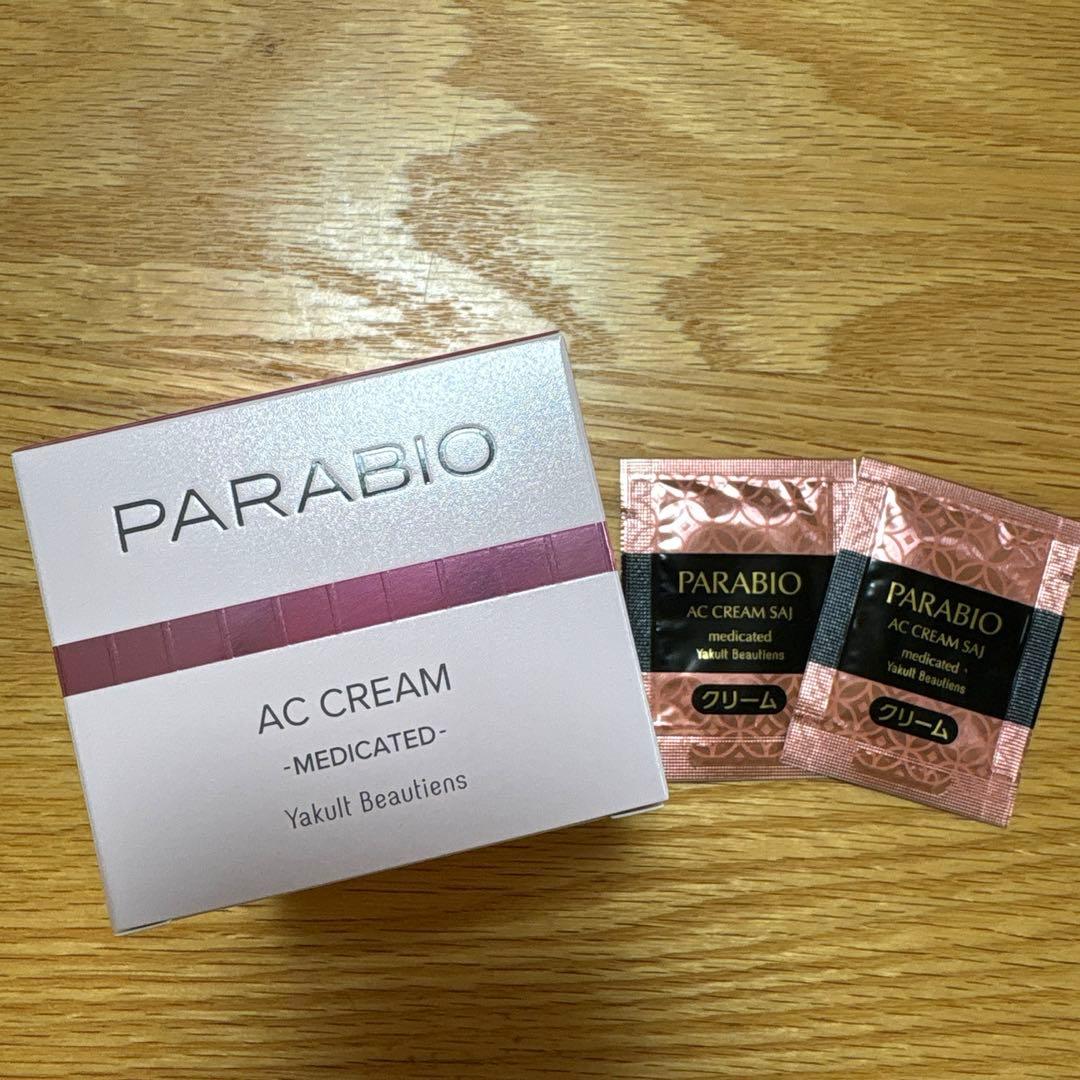 PARABIO
AC CREAM
-MEDICATED-
Yakult Beautiens
PARABIO
AC CREAM SAJ
medicated
Yakult Beautiens
クリーム
PARABIO
AC CREAM SAJ
medicated
Yakult Beautiens
クリーム